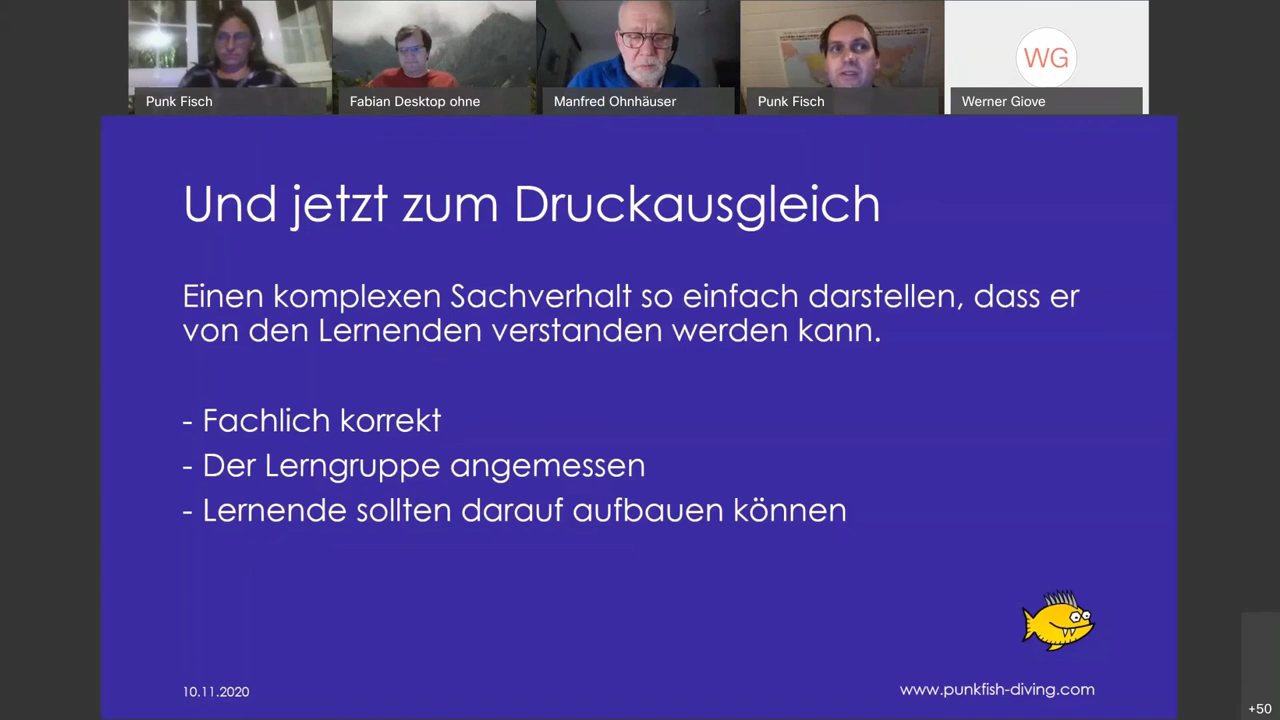 Punk Fisch
Fabian Desktop ohne
Manfred Ohnhäuser
Punk Fisch
WG
Werner Giove
Und jetzt zum Druckausgleich
Einen komplexen Sachverhalt so einfach darstellen, dass er
von den Lernenden verstanden werden kann.
- Fachlich korrekt
- Der Lerngruppe angemessen
- Lernende sollten darauf aufbauen können
10.11.2020
www.punkfish-diving.com
+50